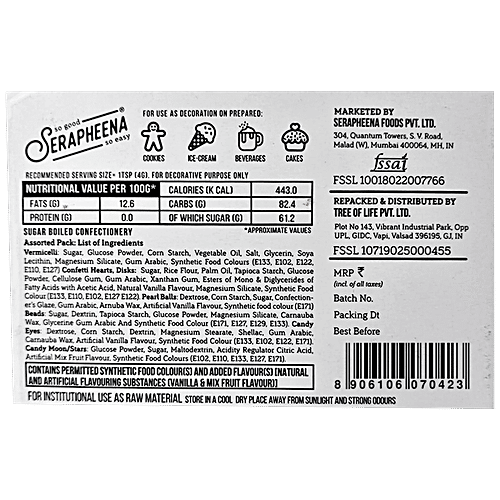 so good
SERAPHEENA®
so easy
FOR USE AS DECORATION ON PREPARED:
COOKIES ICE-CREAM BEVERAGES CAKES
RECOMMENDED SERVING SIZE* 1TSP (4G), FOR DECORATIVE PURPOSE ONLY
NUTRITIONAL VALUE PER 100G* CALORIES (K CAL) 443.0
FATS (G) 12.6 CARBS (G) 82.4
PROTEIN (G) 0.0 OF WHICH SUGAR (G) 61.2
SUGAR BOILED CONFECTIONERY *APPROXIMATE VALUES
Assorted Pack: List of Ingredients
Vermicelli: Sugar, Glucose Powder, Corn Starch, Vegetable Oil, Salt, Glycerin, Soya
Lecithin, Magnesium Silicate, Gum Arabic, Synthetic Food Colours (E133, E102, E122,
E110, E127) Confetti Hearts, Disks: Sugar, Rice Flour, Palm Oil, Tapioca Starch, Glucose
Powder, Cellulose Gum, Gum Arabic, Xanthan Gum, Esters of Mono & Diglycerides of
Fatty Acids with Acetic Acid, Natural Vanilla Flavour, Magnesium Silicate, Synthetic Food
Colour (E133, E110, E102, E127 E122). Pearl Balls: Dextrose, Corn Starch, Sugar, Confection-
er's Glaze, Gum Arabic, Arnuba Wax, Artificial Vanilla Flavour, Synthetic Food Colour (E171)
Beads: Sugar, Dextrin, Tapioca Starch, Glucose Powder, Magnesium Silicate, Carnauba
Wax, Glycerine Gum Arabic And Synthetic Food Colour (E171, E127, E129, E133). Candy
Eyes: Dextrose, Corn Starch, Dextrin, Magnesium Stearate, Shellac, Gum Arabic,
Carnauba Wax, Artificial Vanilla Flavour, Synthetic Food Colour (E133, E102, E122, E171).
Candy Moon/Stars: Glucose Powder, Sugar, Maltodextrin, Acidity Regulator Citric Acid,
Artificial Mix Fruit Flavour, Synthetic Food Colours (E102, E110, E133, E127, E171)
CONTAINS PERMITTED SYNTHETIC FOOD COLOUR(S) AND ADDED FLAVOUR(S) [NATURAL
AND ARTIFICIAL FLAVOURING SUBSTANCES (VANILLA & MIX FRUIT FLAVOUR)]
FOR INSTITUTIONAL USE AS RAW MATERIAL STORE IN A COOL DRY PLACE AWAY FROM SUNLIGHT AND STRONG ODOURS
MARKETED BY
SERAPHEENA FOODS PVT. LTD.
304, Quantum Towers, S. V. Road,
Malad (W), Mumbai 400064, MH, IN
fssai
FSSL 10018022007766
REPACKED & DISTRIBUTED BY
TREE OF LIFE PVT. LTD.
Plot No 143, Vibrant Industrial Park, Opp
UPL, GIDC, Vapi, Valsad 396195, GJ, IN
FSSL 10719025000455
MRP ₹
(incl. of all taxes)
Batch No.
Packing Dt
Best Before
8 906106 070423